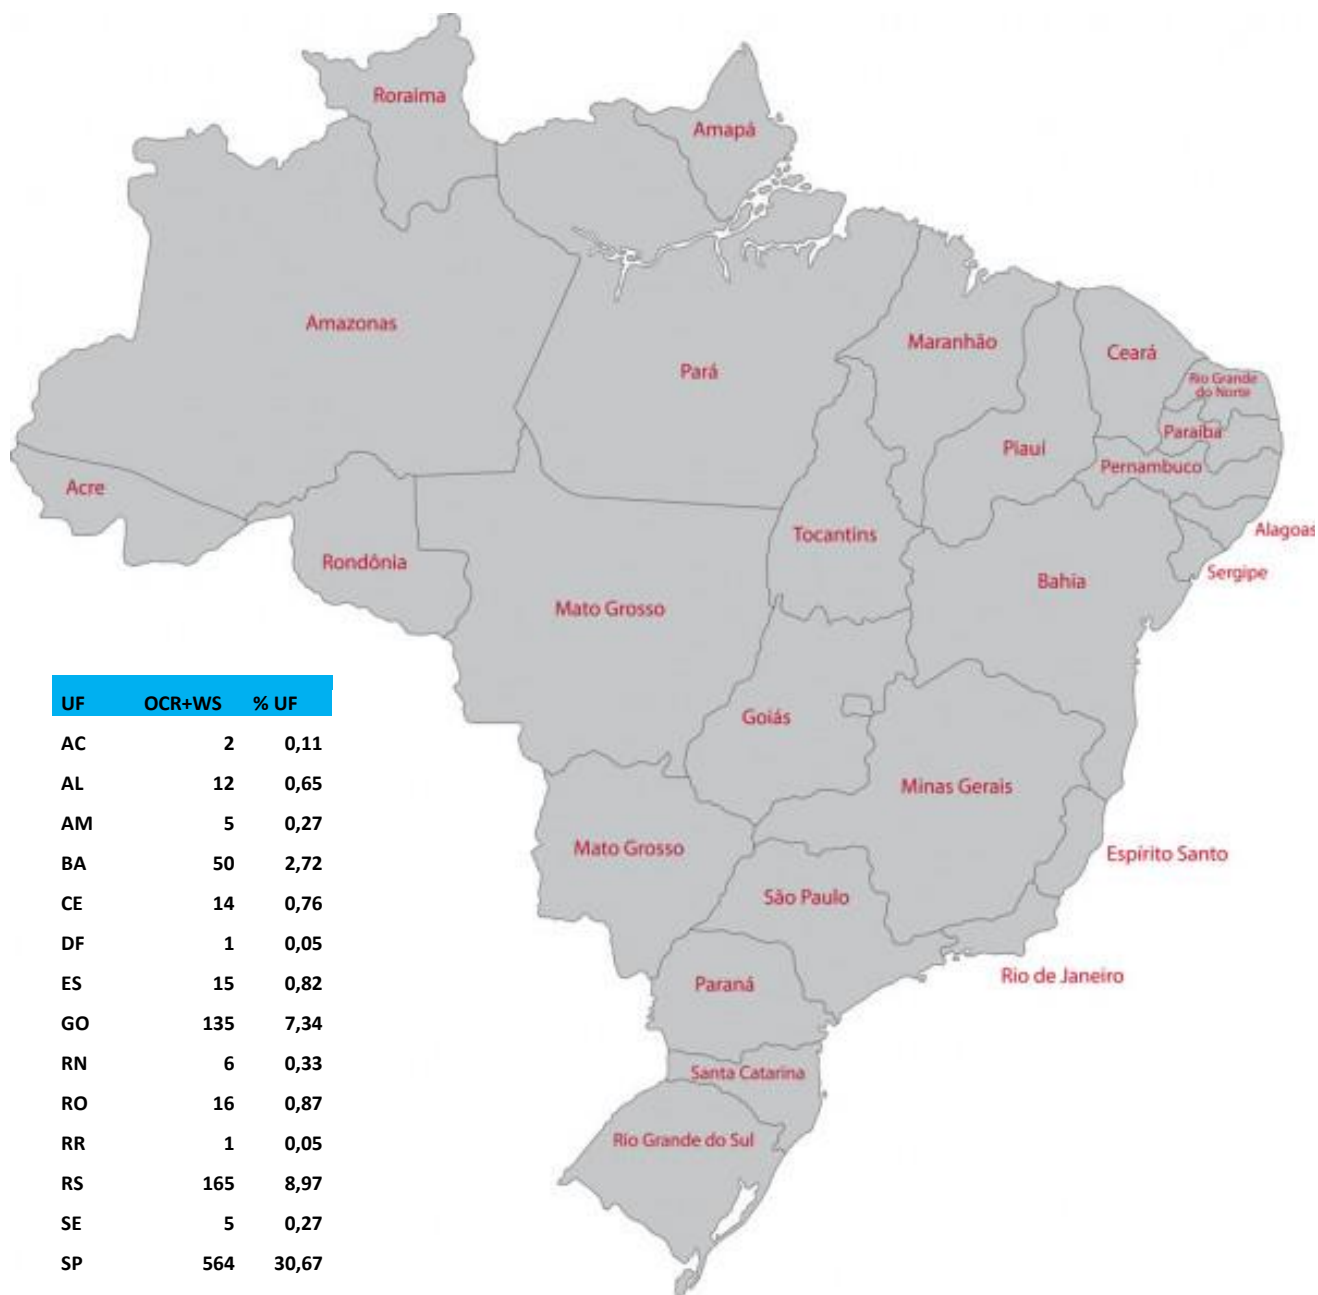 Roraima
Amapá
Amazonas
Pará
Maranhão
Ceará
Rio Grande
do Norte
Paraíba
Piauí
Pernambuco
Acre
Alagoas
Tocantins
Rondônia
Sergipe
Bahia
Mato Grosso
Goiás
Minas Gerais
Mato Grosso
Espírito Santo
São Paulo
Rio de Janeiro
Paraná
Santa Catarina
Rio Grande do Sul
UF OCR+WS % UF
AC 2 0,11
AL 12 0,65
AM 5 0,27
BA 50 2,72
CE 14 0,76
DF 1 0,05
ES 15 0,82
GO 135 7,34
RN 6 0,33
RO 16 0,87
RR 1 0,05
RS 165 8,97
SE 5 0,27
SP 564 30,67